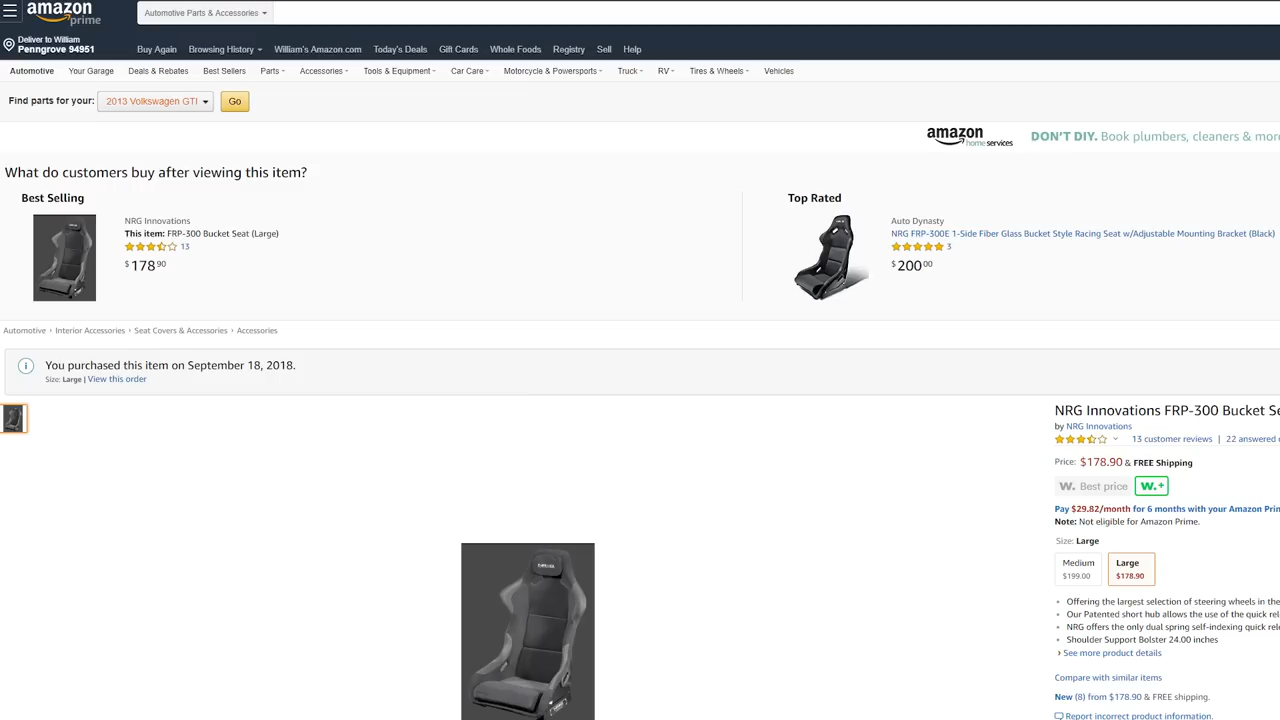 amazon
prime
Automotive Parts & Accessories
Deliver to William
Penngrove 94951
Buy Again Browsing History William's Amazon.com Today's Deals Gift Cards Whole Foods Registry Sell Help
Automotive Your Garage Deals & Rebates Best Sellers Parts Accessories Tools & Equipment Car Care Motorcycle & Powersports Truck RV Tires & Wheels Vehicles
Find parts for your: 2013 Volkswagen GTI Go
amazon home services DON'T DIY. Book plumbers, cleaners & more
What do customers buy after viewing this item?
Best Selling
NRG Innovations
This item: FRP-300 Bucket Seat (Large)
13
$178.90
Top Rated
Auto Dynasty
NRG FRP-300E 1-Side Fiber Glass Bucket Style Racing Seat w/Adjustable Mounting Bracket (Black)
3
$200.00
Automotive › Interior Accessories › Seat Covers & Accessories › Accessories
You purchased this item on September 18, 2018.
Size: Large | View this order
NRG Innovations FRP-300 Bucket Se
by NRG Innovations
13 customer reviews | 22 answered
Price: $178.90 & FREE Shipping
W. Best price W.+
Pay $29.82/month for 6 months with your Amazon Prin
Note: Not eligible for Amazon Prime.
Size: Large
Medium
$199.00
Large
$178.90
• Offering the largest selection of steering wheels in the
• Our Patented short hub allows the use of the quick rel
• NRG offers the only dual spring self-indexing quick rele
• Shoulder Support Bolster 24.00 inches
› See more product details
Compare with similar items
New (8) from $178.90 & FREE shipping.
Report incorrect product information.